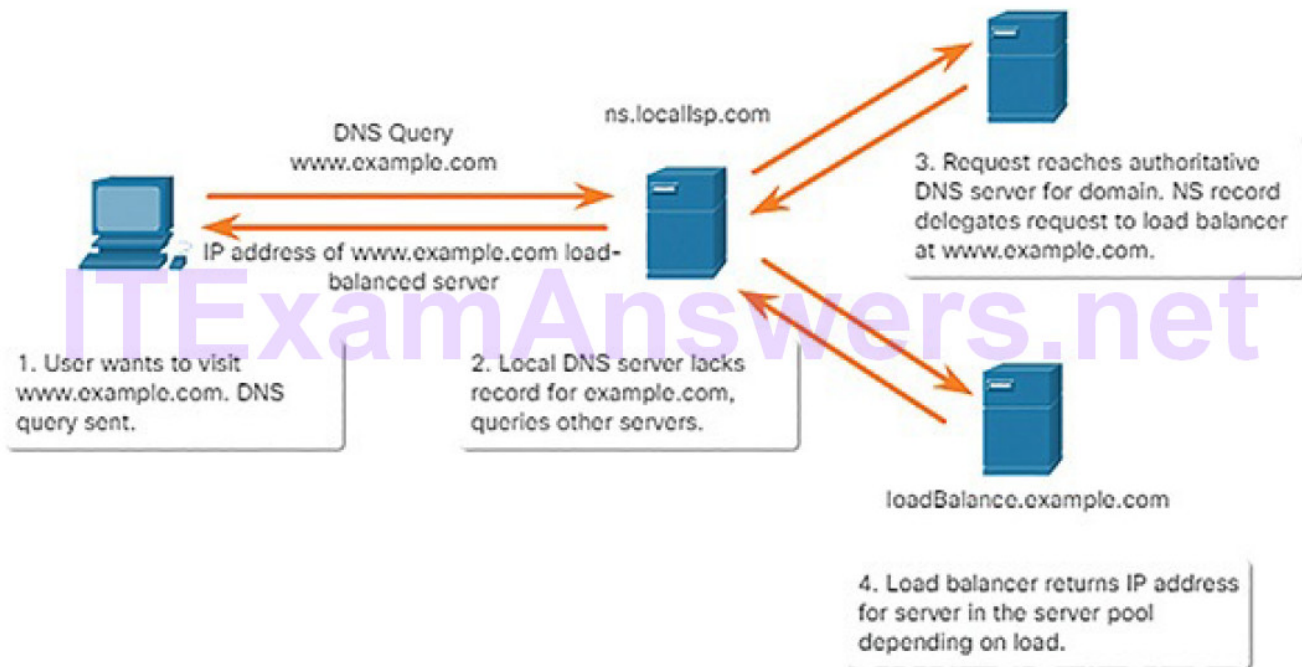 ns.localIsp.com
DNS Query
www.example.com
IP address of www.example.com load-
balanced server
3. Request reaches authoritative
DNS server for domain. NS record
delegates request to load balancer
at www.example.com.
ITExamAnswers.net
1. User wants to visit
www.example.com. DNS
query sent.
2. Local DNS server lacks
record for example.com,
queries other servers.
loadBalance.example.com
4. Load balancer returns IP address
for server in the server pool
depending on load.